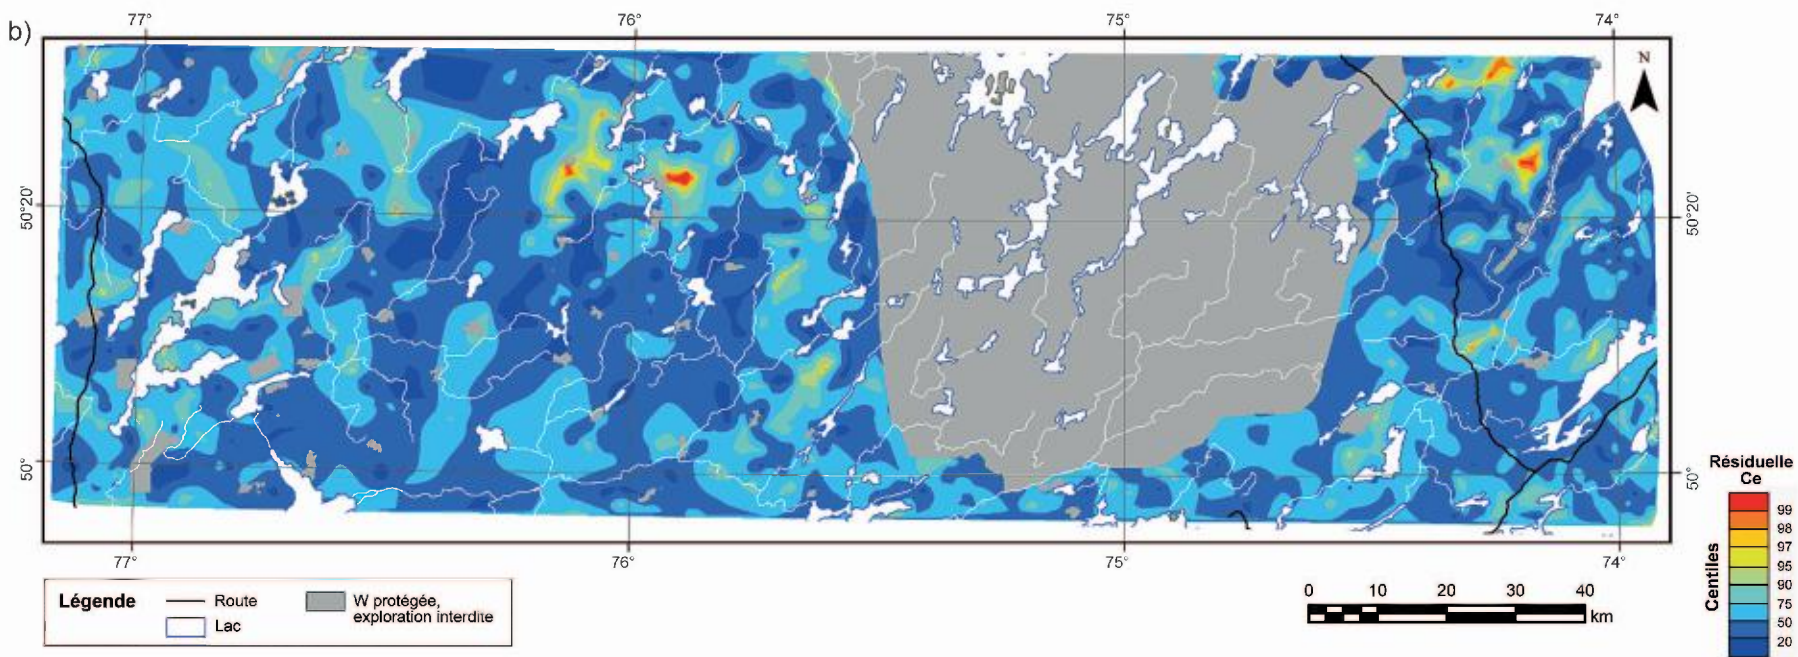 b)
77° 76° 75° 74°
N
50°20' 50°20'
50° 50°
77° 76° 75° 74°
Légende
Route
Lac
W protégée,
exploration interdite
0 10 20 30 40
km
Résiduelle
Ce
Centiles
99
98
97
95
90
75
50
20